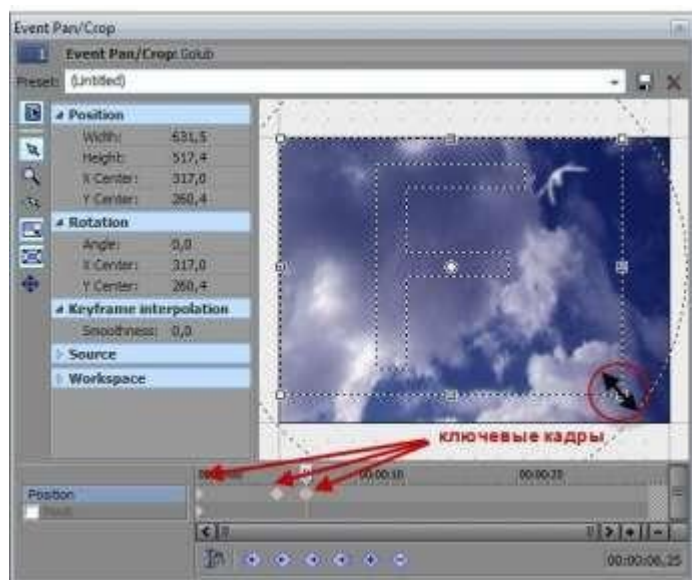 Event Pan/Crop
Event Pan/Crop: Golub
Preset: (Untitled)
Position
Width: 631,5
Height: 517,4
X Center: 317,0
Y Center: 260,4
Rotation
Angle: 0,0
X Center: 317,0
Y Center: 260,4
Keyframe interpolation
Smoothness: 0,0
Source
Workspace
ключевые кадры
00:00:10 00:00:20
Position
Mask
00:00:06,25